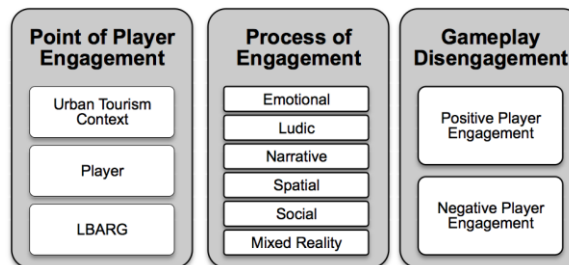 Point of Player
Engagement
Urban Tourism
Context
Player
LBARG
Process of
Engagement
Emotional
Ludic
Narrative
Spatial
Social
Mixed Reality
Gameplay
Disengagement
Positive Player
Engagement
Negative Player
Engagement